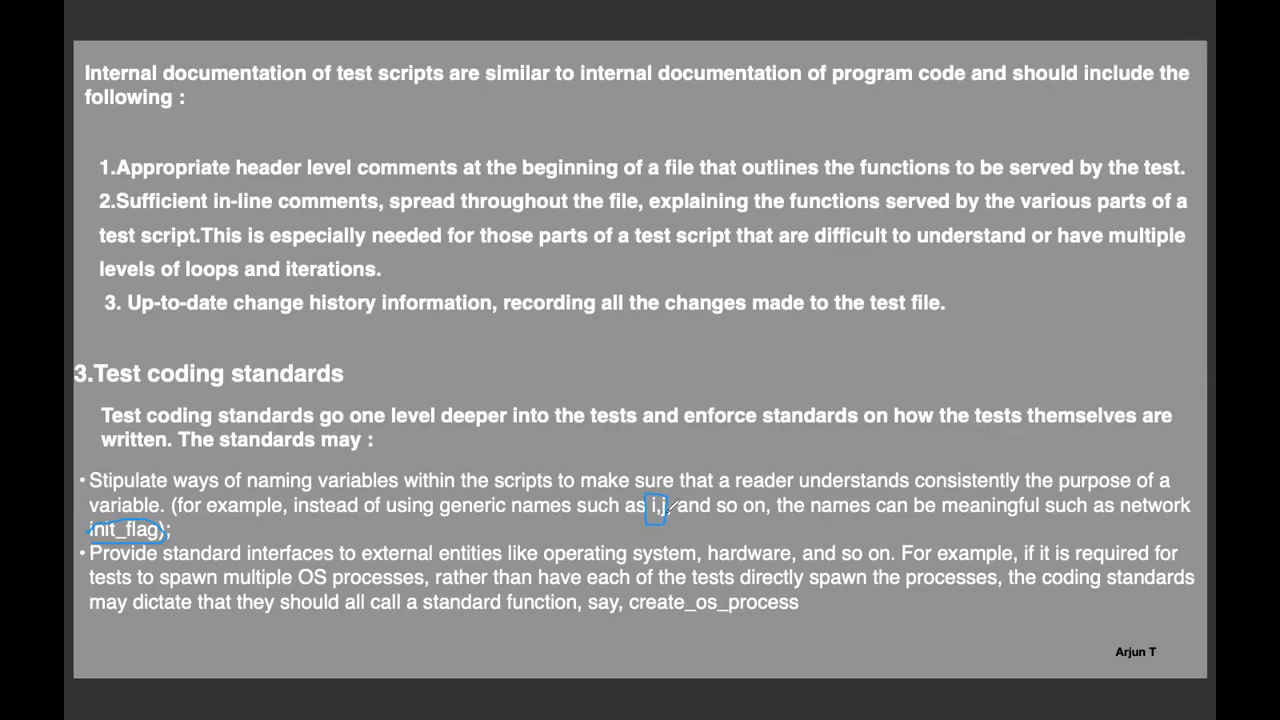 Internal documentation of test scripts are similar to internal documentation of program code and should include the
following :
1.Appropriate header level comments at the beginning of a file that outlines the functions to be served by the test.
2.Sufficient in-line comments, spread throughout the file, explaining the functions served by the various parts of a
test script.This is especially needed for those parts of a test script that are difficult to understand or have multiple
levels of loops and iterations.
3. Up-to-date change history information, recording all the changes made to the test file.
3.Test coding standards
Test coding standards go one level deeper into the tests and enforce standards on how the tests themselves are
written. The standards may :
• Stipulate ways of naming variables within the scripts to make sure that a reader understands consistently the purpose of a
variable. (for example, instead of using generic names such as i,j and so on, the names can be meaningful such as network
init_flag);
• Provide standard interfaces to external entities like operating system, hardware, and so on. For example, if it is required for
tests to spawn multiple OS processes, rather than have each of the tests directly spawn the processes, the coding standards
may dictate that they should all call a standard function, say, create_os_process
Arjun T